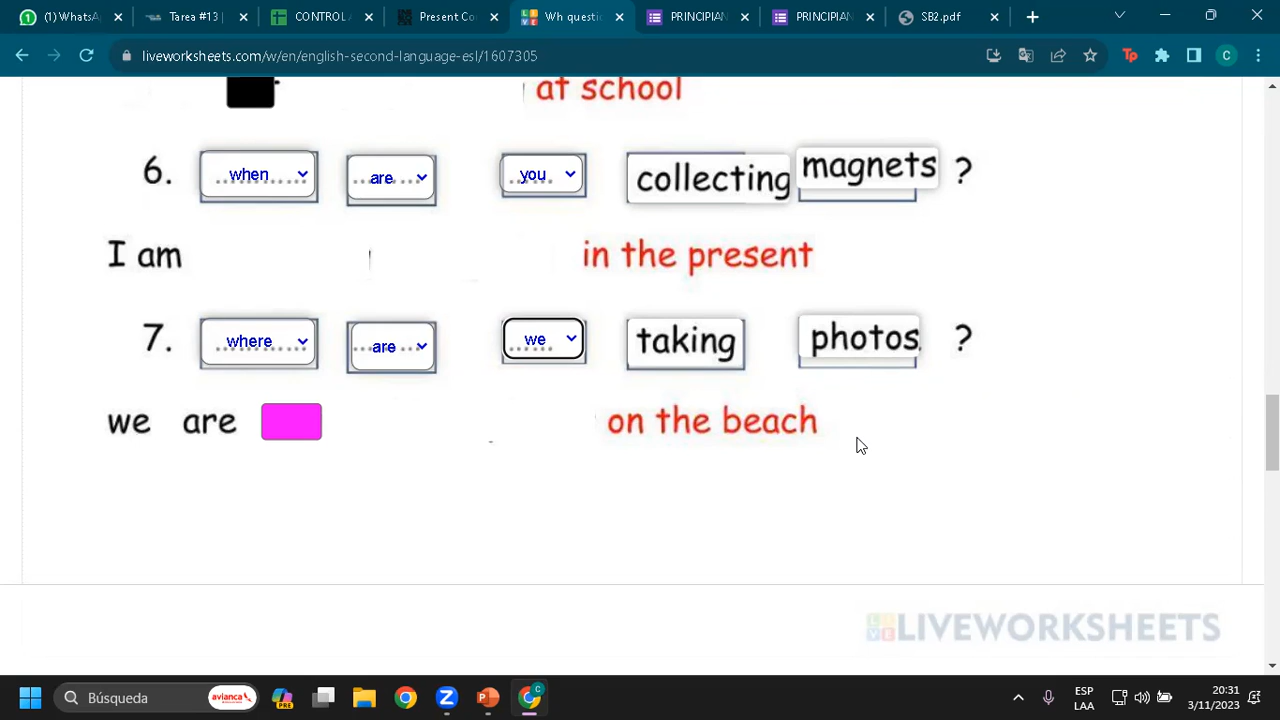 (1) WhatsA
Tarea #13 |
CONTROL A
Present Co
Wh questi
PRINCIPIAN
PRINCIPIAN
SB2.pdf
liveworksheets.com/w/en/english-second-language-esl/1607305
at school
6. when are you collecting magnets ?
I am in the present
7. where are we taking photos ?
we are on the beach
LIVEWORKSHEETS
Búsqueda
avianca
PRE
ESP
LAA
20:31
3/11/2023